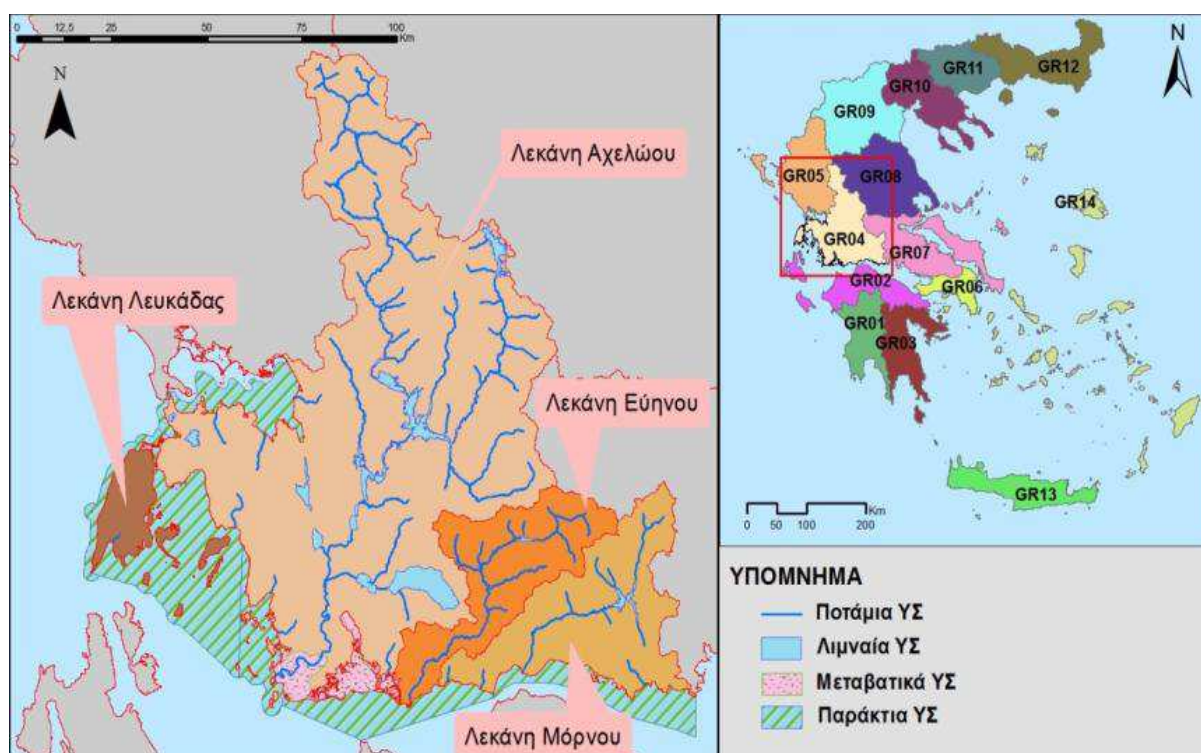 0 12,5 25 50 75 100
Km
N
Λεκάνη Αχελώου
Λεκάνη Λευκάδας
Λεκάνη Εύηνου
Λεκάνη Μόρνου
N
GR11
GR12
GR10
GR09
GR05
GR08
GR14
GR04
GR07
GR02
GR06
GR01
GR03
GR13
Km
0 50 100 200
ΥΠΟΜΝΗΜΑ
Ποτάμια ΥΣ
Λιμναία ΥΣ
Μεταβατικά ΥΣ
Παράκτια ΥΣ